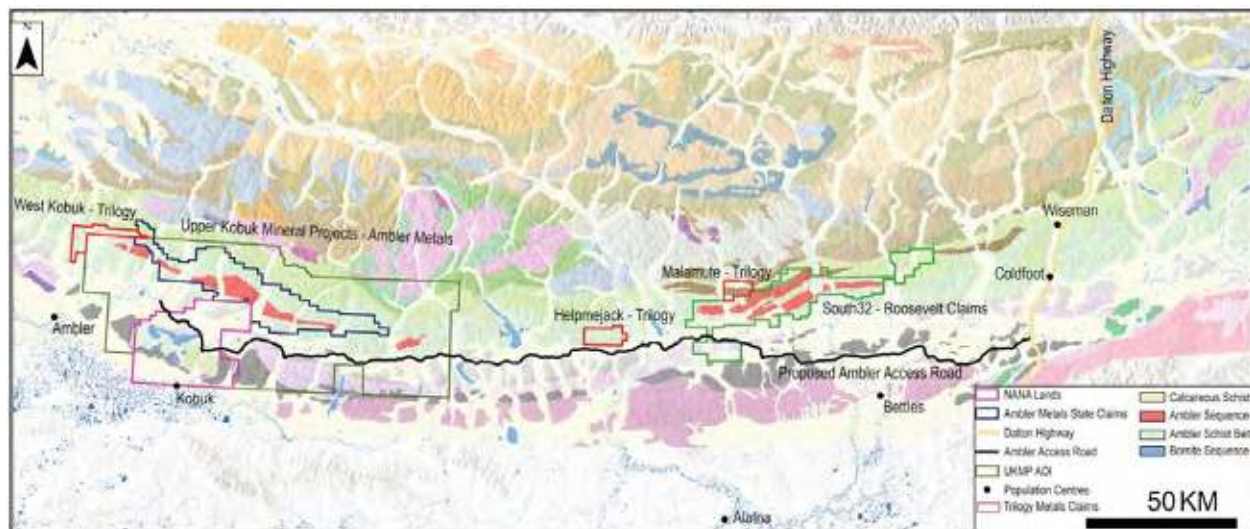 N
Dalton Highway
Wiseman
West Kobuk - Trilogy
Upper Kobuk Mineral Projects - Ambler Metals
Coldfoot
Malamute - Trilogy
South32 - Roosevelt Claims
Ambler
Helpmejack - Trilogy
Proposed Ambler Access Road
Kobuk
Bettles
Alatna
NANA Lands
Ambler Metals State Claims
Dalton Highway
Ambler Access Road
UKMP AOI
Population Centres
Trilogy Metals Claims
Calcareous Schist
Ambler Sequence
Ambler Schist Belt
Bornite Sequence
50 KM